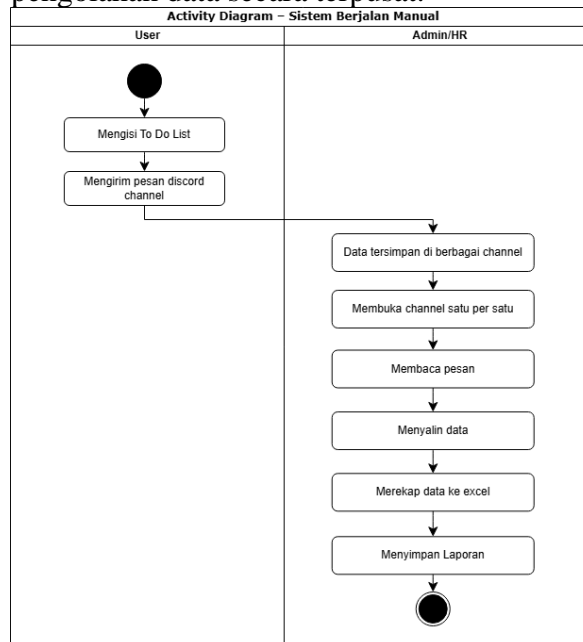 pengolahan data secara terpusat.
Activity Diagram – Sistem Berjalan Manual
User
Admin/HR
Mengisi To Do List
Mengirim pesan discord
channel
Data tersimpan di berbagai channel
Membuka channel satu per satu
Membaca pesan
Menyalin data
Merekap data ke excel
Menyimpan Laporan